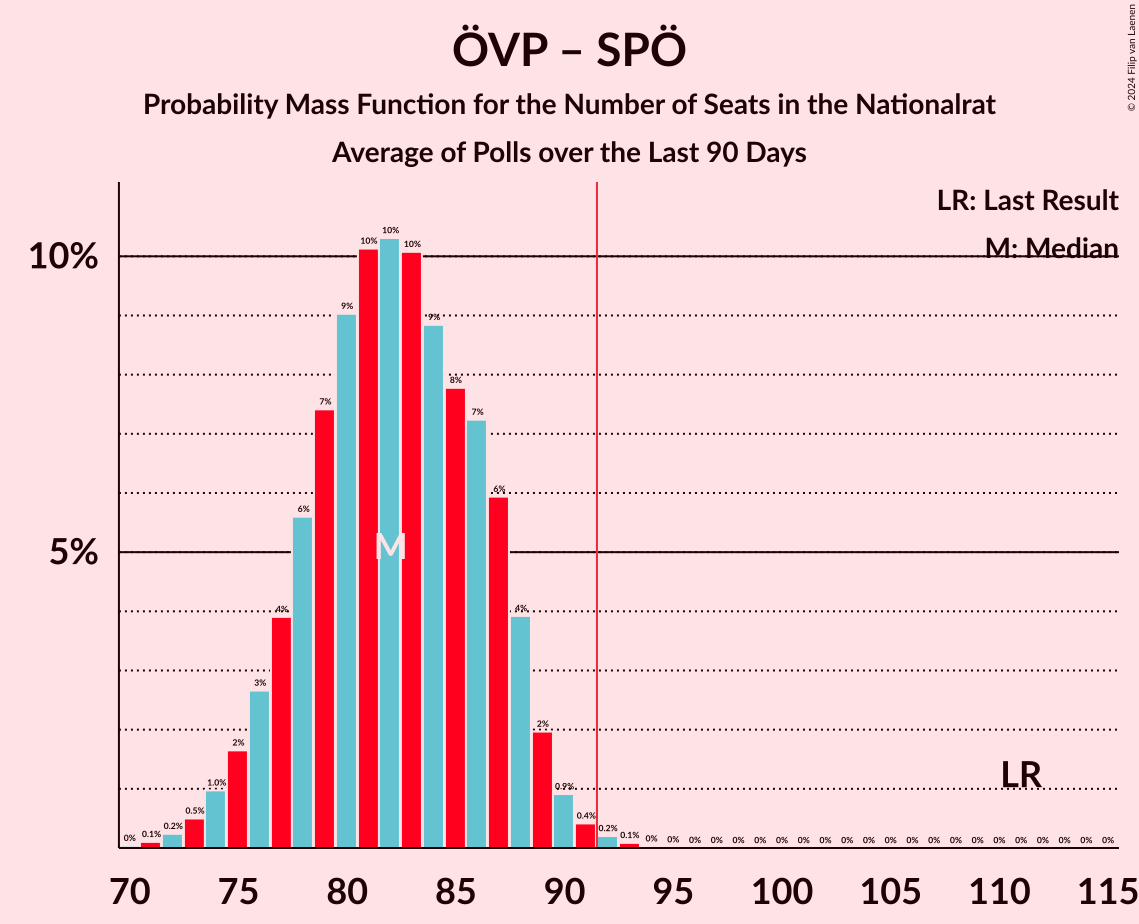 ÖVP – SPÖ
Probability Mass Function for the Number of Seats in the Nationalrat
Average of Polls over the Last 90 Days
© 2024 Filip van Laenen
LR: Last Result
M: Median
10%
5%
0% 0.1% 0.2% 0.5% 1.0% 2% 3% 4% 6% 7% 9% 10% 10% 10% 9% 8% 7% 6% 4% 2% 0.9% 0.4% 0.2% 0.1% 0% 0% 0% 0% 0% 0% 0% 0% 0% 0% 0% 0% 0% 0% 0% 0% 0% 0% 0% 0% 0% 0%
M
LR
70 75 80 85 90 95 100 105 110 115